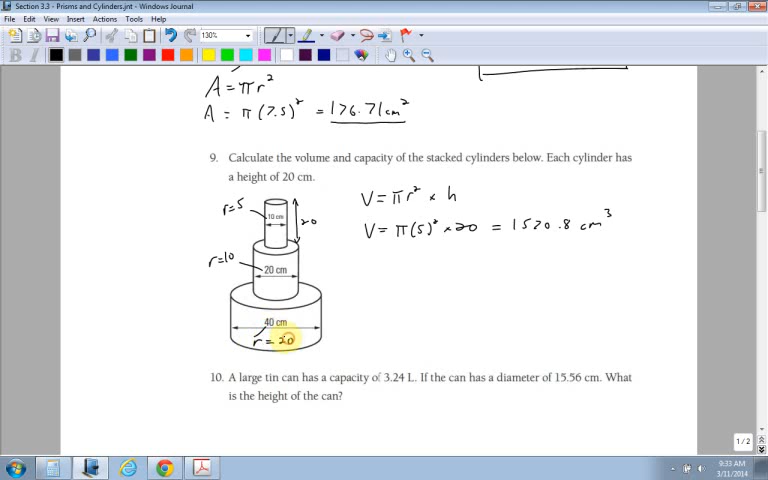 Section 3.3 - Prisms and Cylinders.jnt - Windows Journal
File Edit View Insert Actions Tools Help
130%
B I
A = πr²
A = π(7.5)² = 176.71cm²
9. Calculate the volume and capacity of the stacked cylinders below. Each cylinder has
a height of 20 cm.
r=5
10 cm
20
r=10
20 cm
40 cm
r = 20
V = πr² × h
V = π(5)² × 20 = 1570.8 cm³
10. A large tin can has a capacity of 3.24 L. If the can has a diameter of 15.56 cm. What
is the height of the can?
1 / 2
9:33 AM
3/11/2014